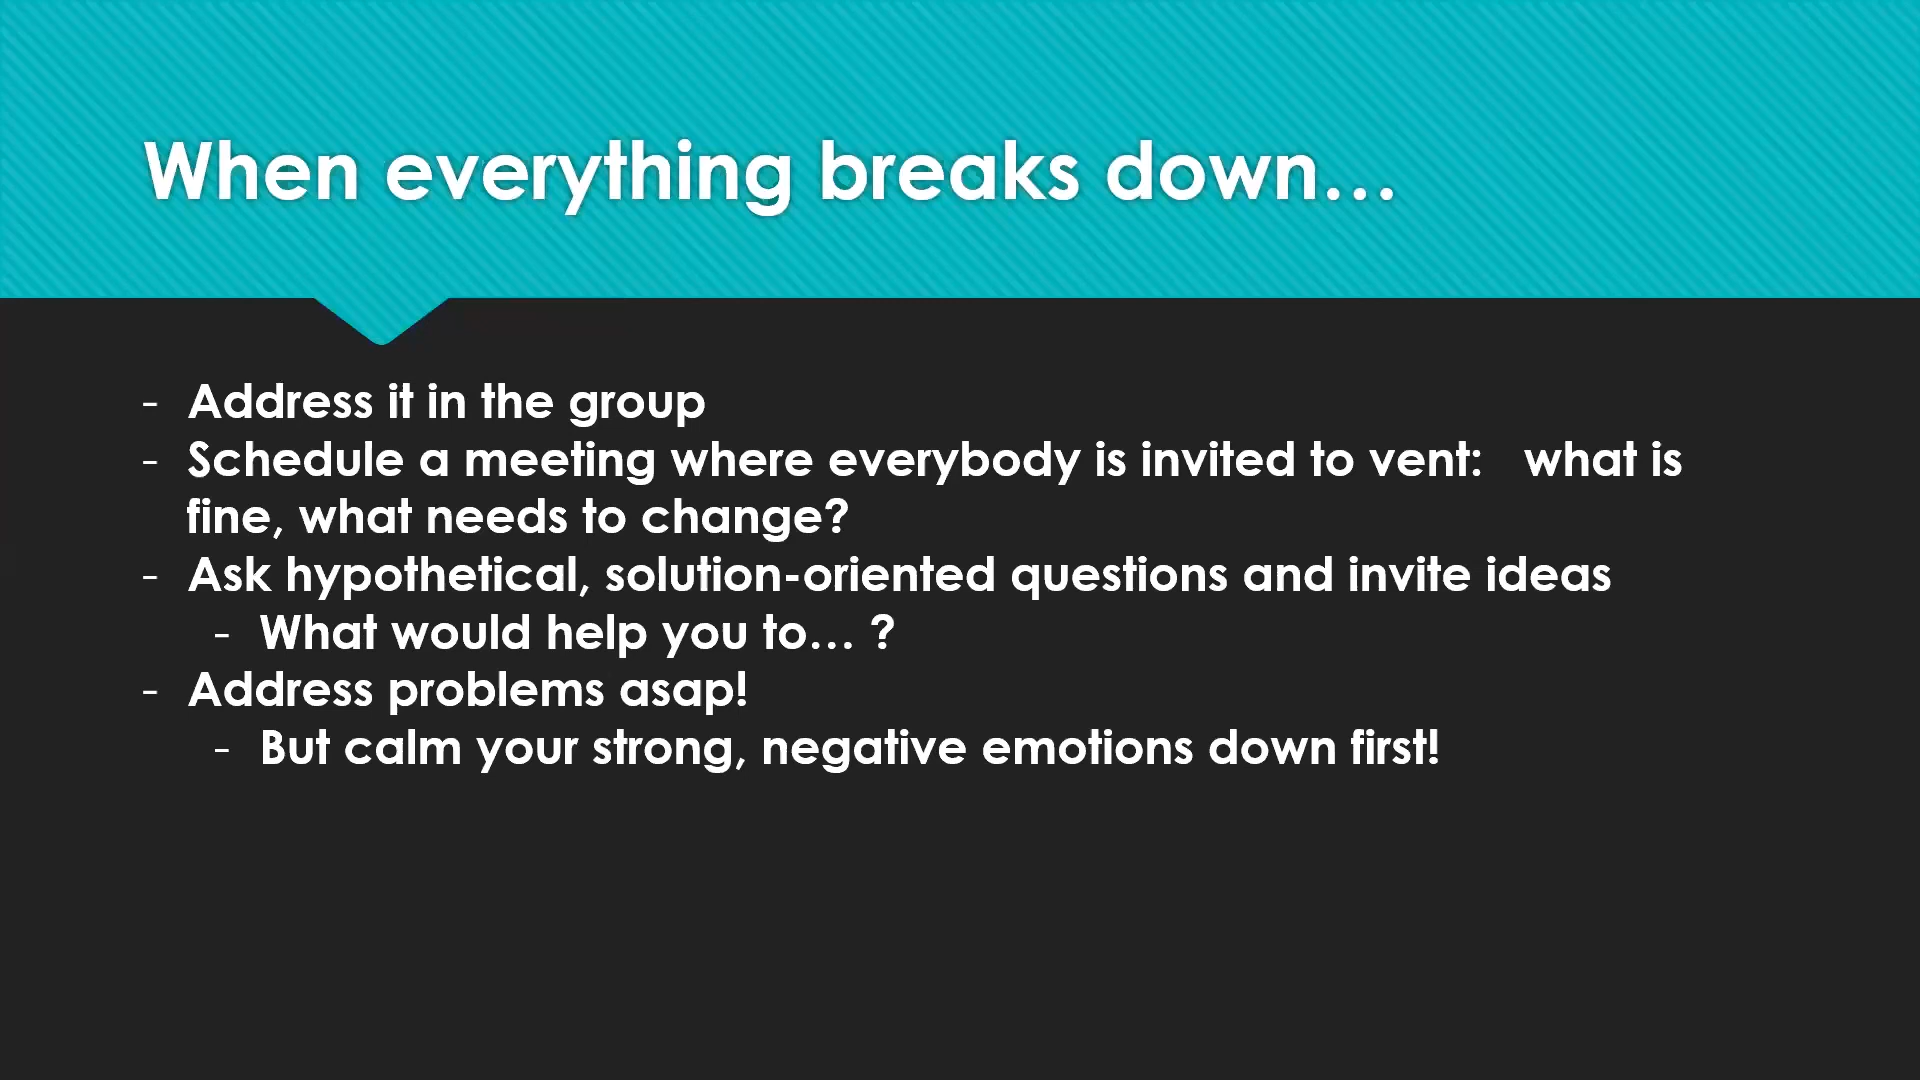 When everything breaks down…
- Address it in the group
- Schedule a meeting where everybody is invited to vent: what is
fine, what needs to change?
- Ask hypothetical, solution-oriented questions and invite ideas
- What would help you to… ?
- Address problems asap!
- But calm your strong, negative emotions down first!